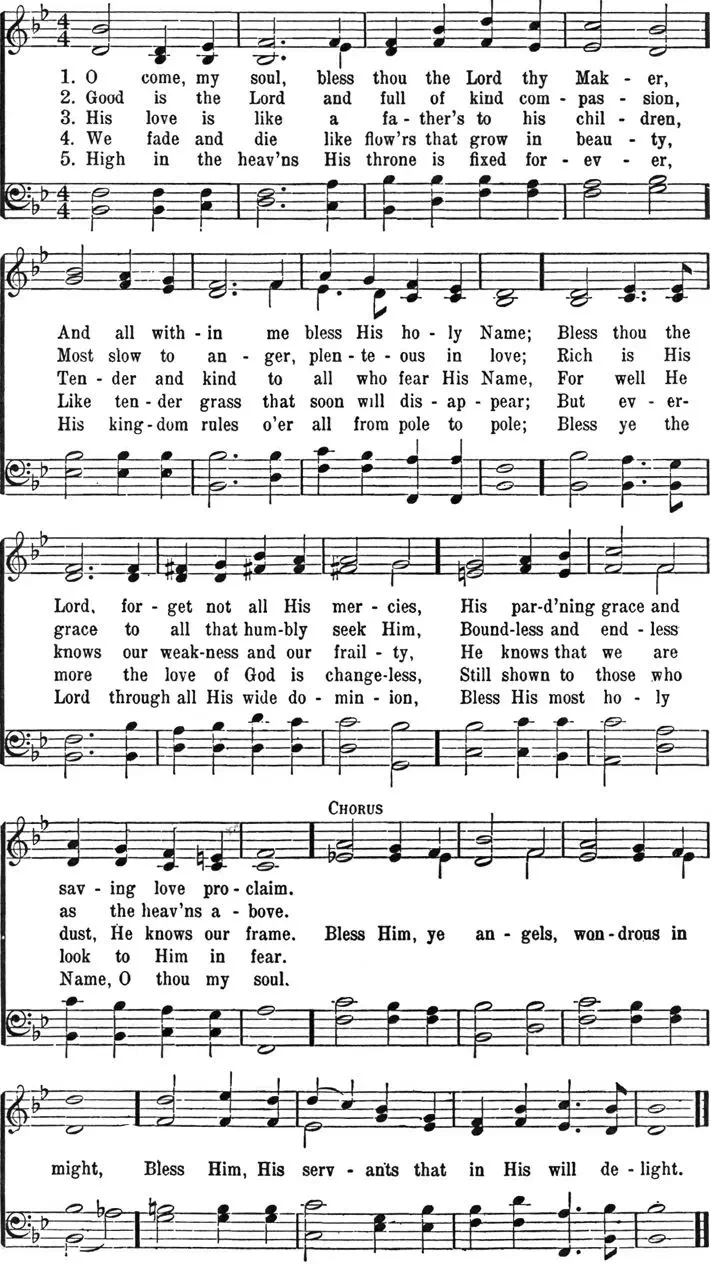 1. O come, my soul, bless thou the Lord thy Mak - er,
2. Good is the Lord and full of kind com - pas - sion,
3. His love is like a fa - ther's to his chil - dren,
4. We fade and die like flow'rs that grow in beau - ty,
5. High in the heav'ns His throne is fixed for - ev - er,
And all with - in me bless His ho - ly Name; Bless thou the
Most slow to an - ger, plen - te - ous in love; Rich is His
Ten - der and kind to all who fear His Name, For well He
Like ten - der grass that soon will dis - ap - pear; But ev - er-
His king - dom rules o'er all from pole to pole; Bless ye the
Lord, for - get not all His mer - cies, His par-d'ning grace and
grace to all that hum-bly seek Him, Bound-less and end - less
knows our weak-ness and our frail - ty, He knows that we are
more the love of God is change-less, Still shown to those who
Lord through all His wide do - min - ion, Bless His most ho - ly
CHORUS
sav - ing love pro - claim.
as the heav'ns a - bove.
dust, He knows our frame. Bless Him, ye an - gels, won - drous in
look to Him in fear.
Name, O thou my soul.
might, Bless Him, His serv - ants that in His will de - light.